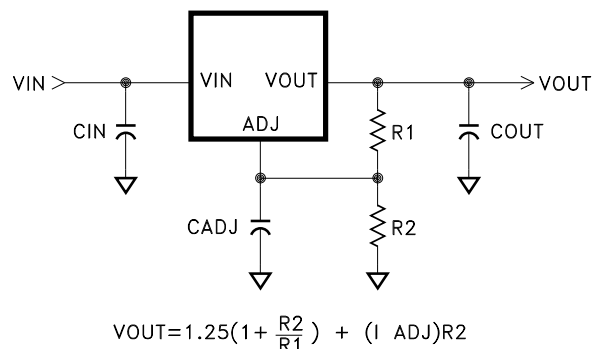 VIN
VIN VOUT
VOUT
ADJ
CIN
R1
COUT
CADJ
R2
VOUT=1.25(1+ R2/R1 ) + (I ADJ)R2